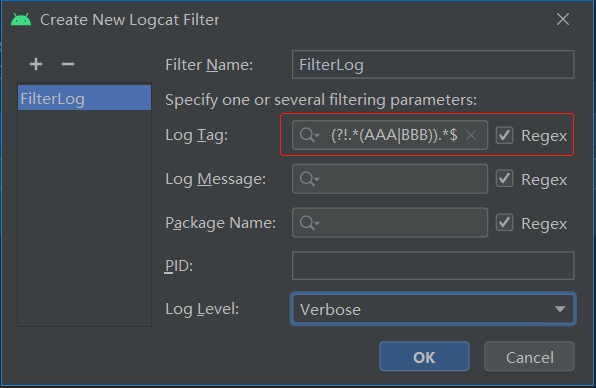 Create New Logcat Filter
Filter Name: FilterLog
FilterLog
Specify one or several filtering parameters:
Log Tag: (?!.*(AAA|BBB)).*$ Regex
Log Message: Regex
Package Name: Regex
PID:
Log Level: Verbose
OK Cancel